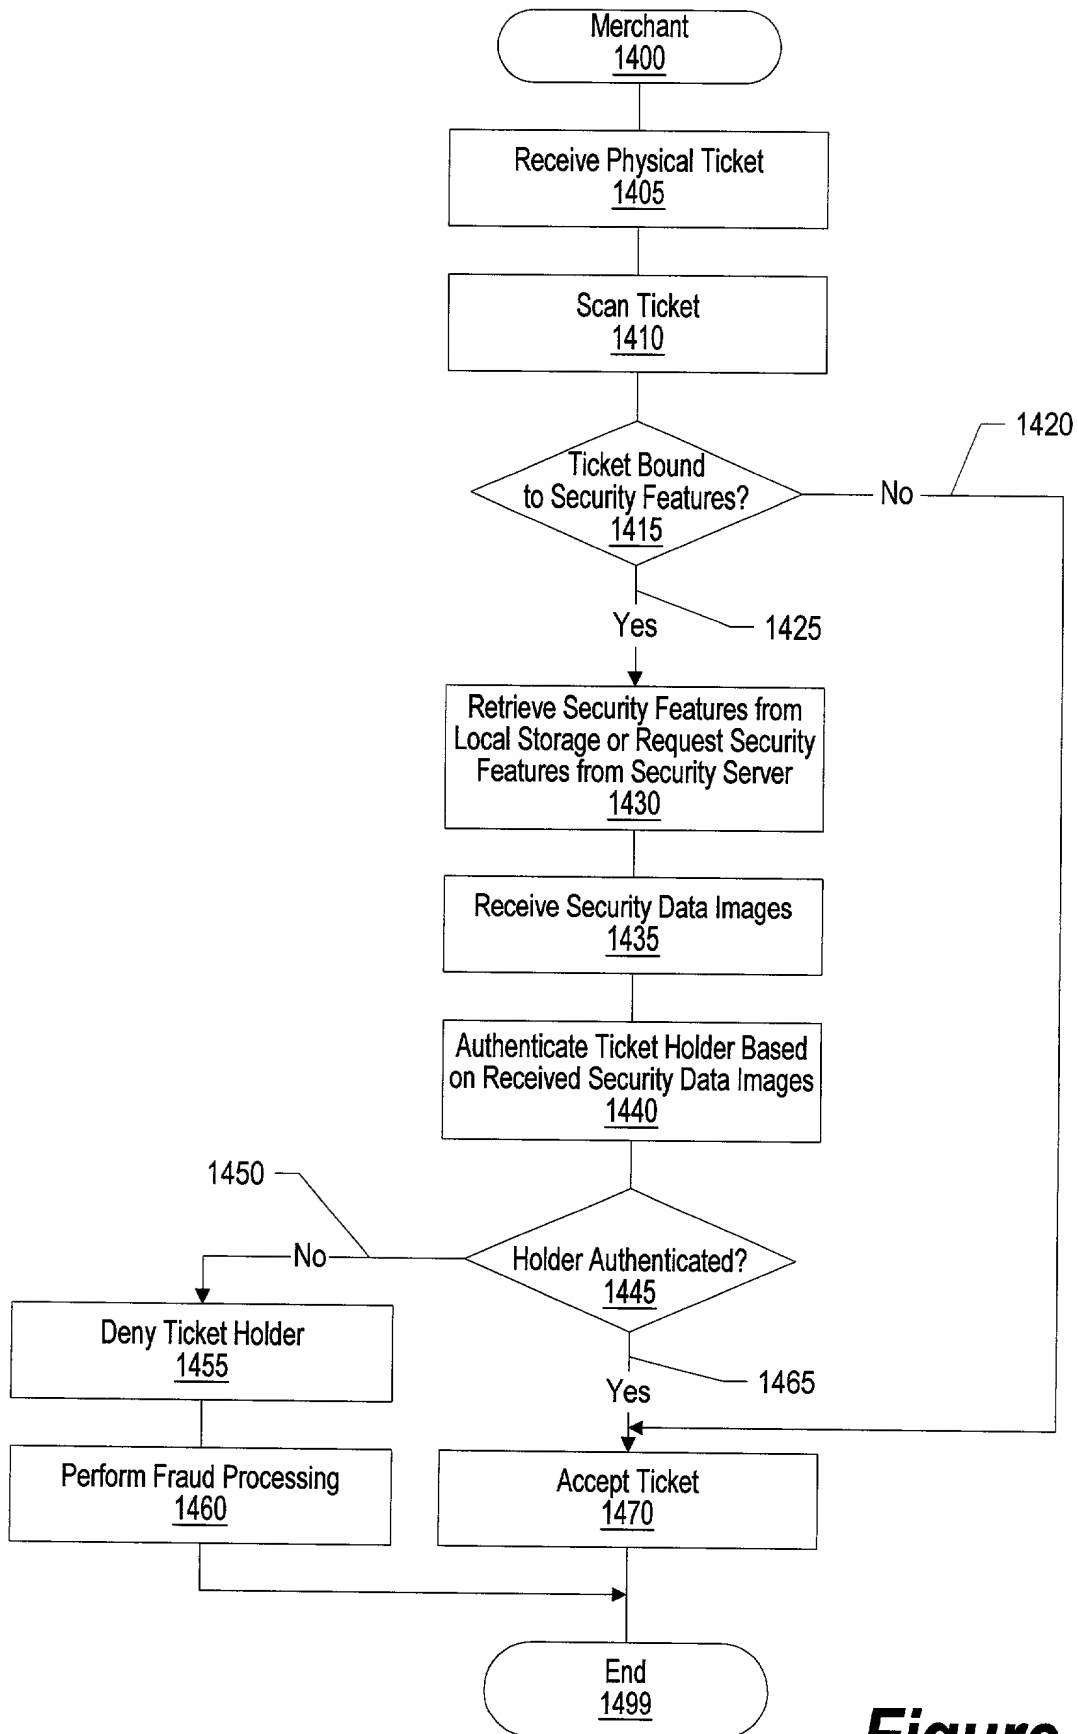 Merchant
1400
Receive Physical Ticket
1405
Scan Ticket
1410
1420
Ticket Bound
to Security Features?
1415
No
Yes
1425
Retrieve Security Features from
Local Storage or Request Security
Features from Security Server
1430
Receive Security Data Images
1435
Authenticate Ticket Holder Based
on Received Security Data Images
1440
1450
No
Holder Authenticated?
1445
Deny Ticket Holder
1455
1465
Yes
Perform Fraud Processing
1460
Accept Ticket
1470
End
1499
Figure